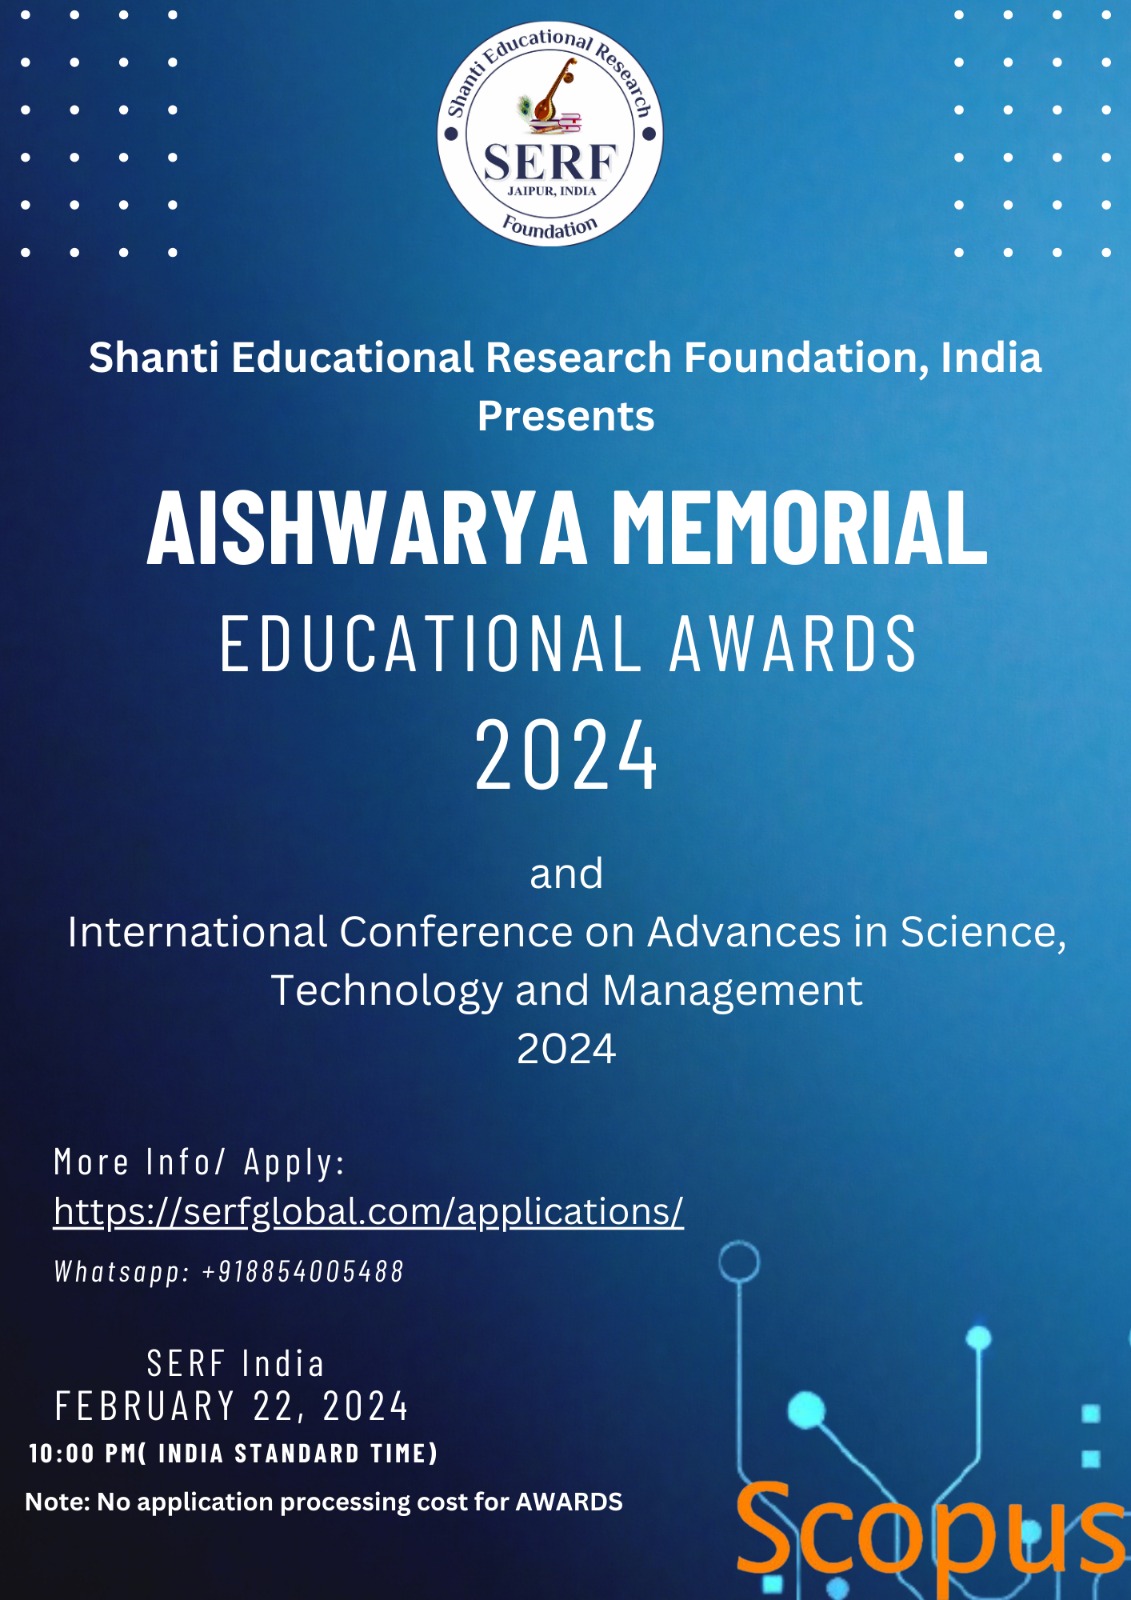 Shanti Educational Research
SERF
JAIPUR, INDIA
Foundation
Shanti Educational Research Foundation, India
Presents
AISHWARYA MEMORIAL
EDUCATIONAL AWARDS
2024
and
International Conference on Advances in Science,
Technology and Management
2024
More Info/ Apply:
https://serfglobal.com/applications/
Whatsapp: +918854005488
SERF India
FEBRUARY 22, 2024
10:00 PM( INDIA STANDARD TIME)
Note: No application processing cost for AWARDS
Scopus